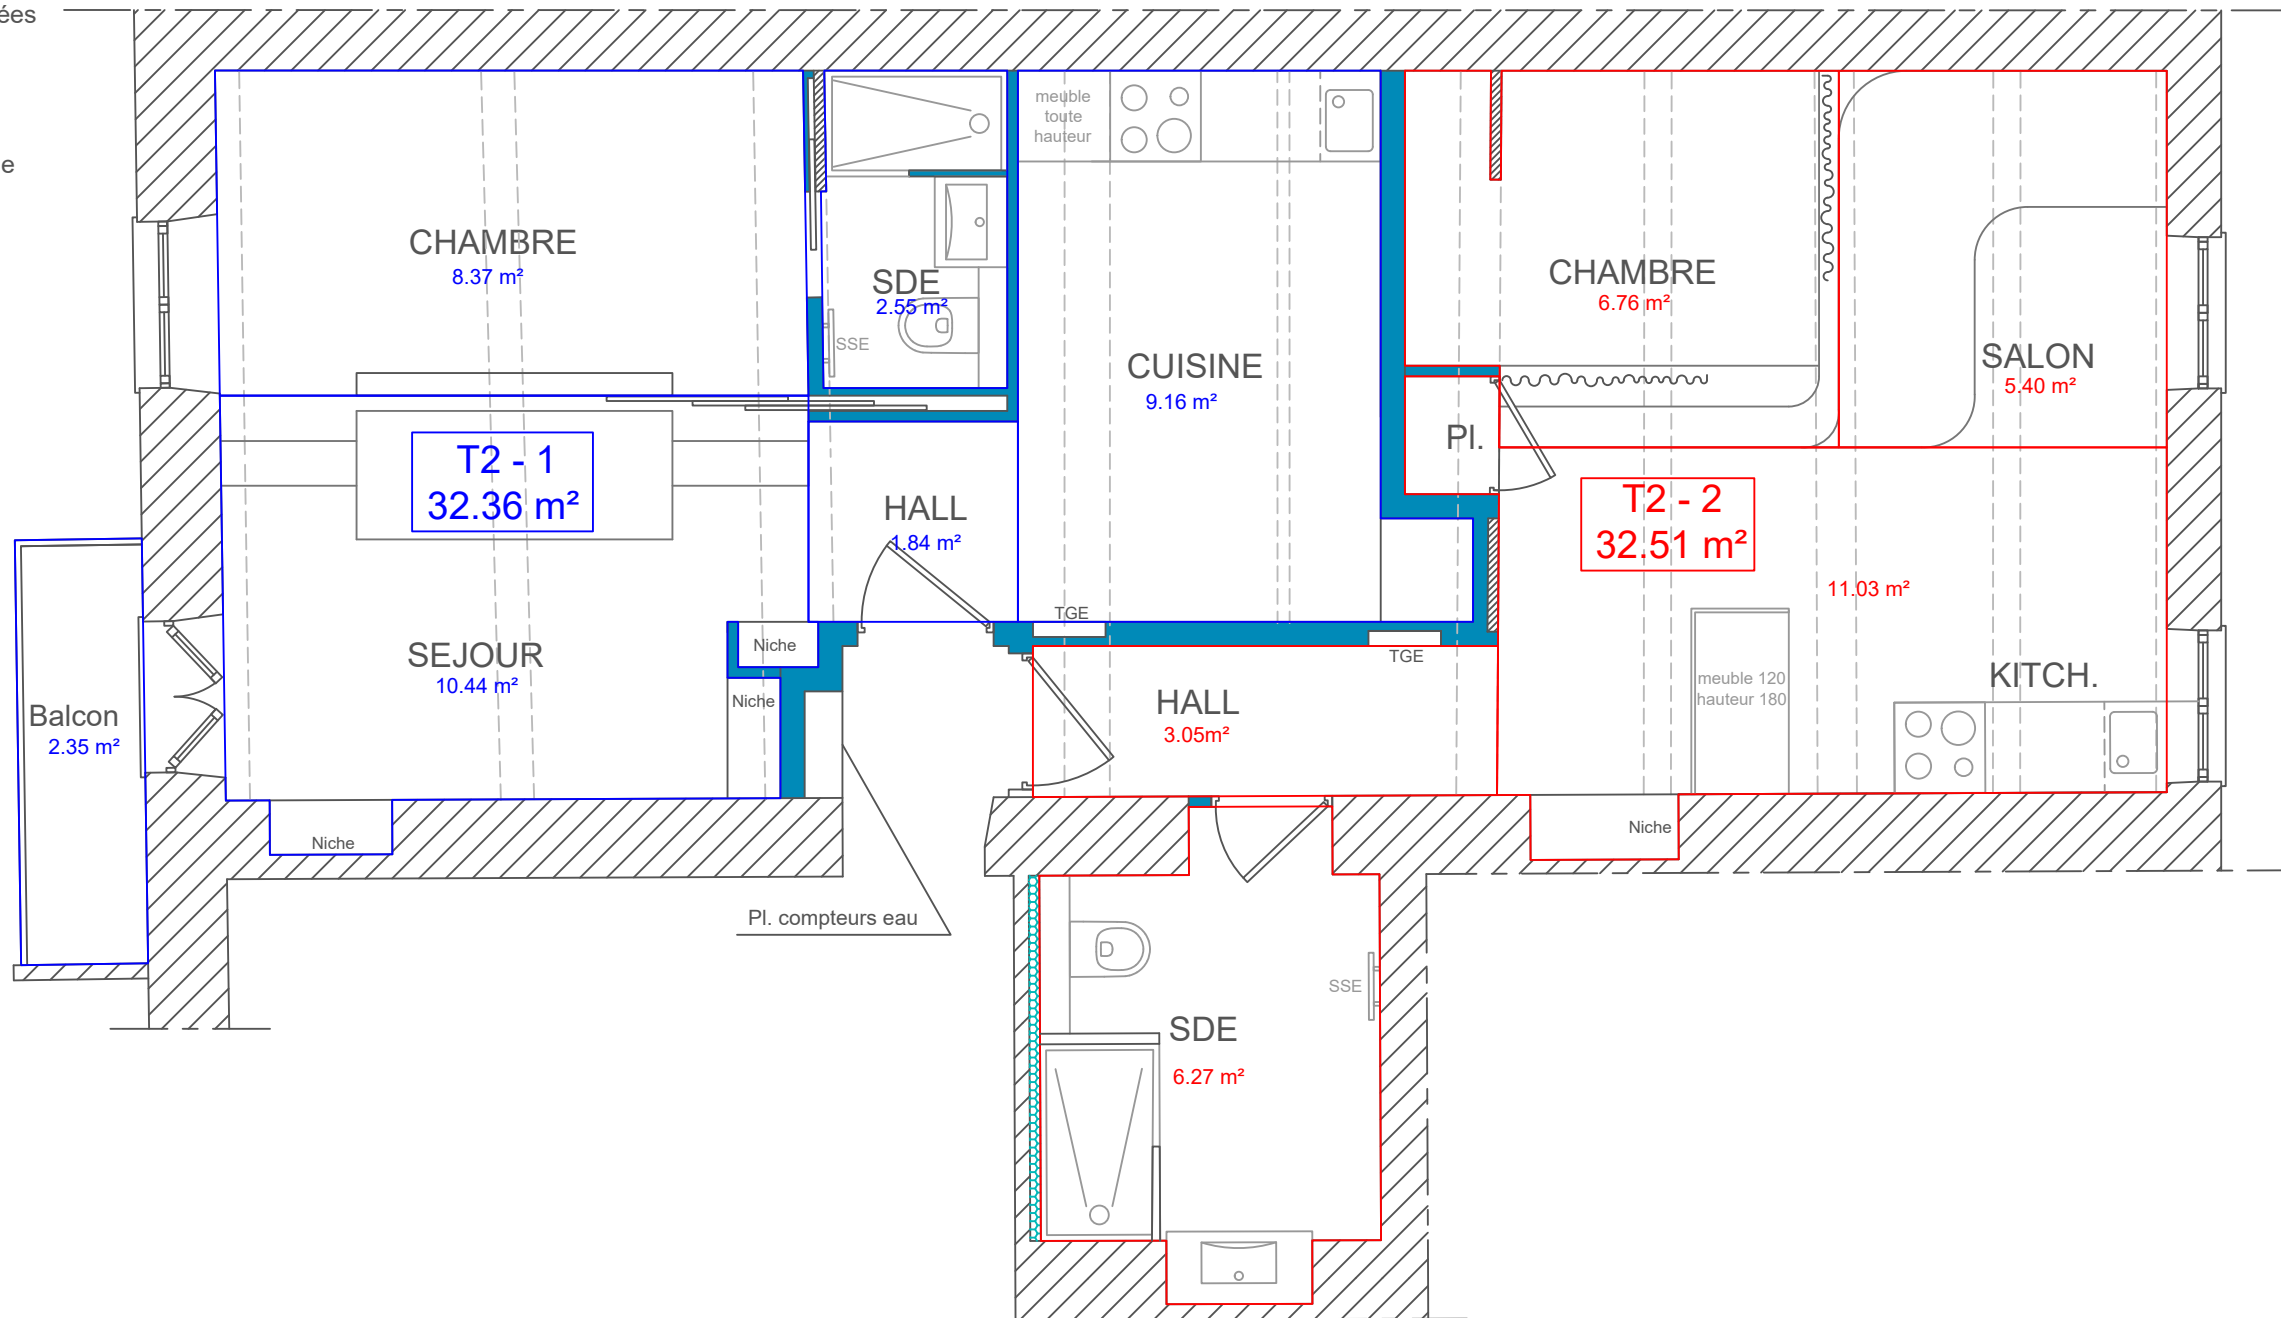 ées
e
CHAMBRE
8.37 m²
SDE
2.55 m²
SSE
meuble
toute
hauteur
CUISINE
9.16 m²
CHAMBRE
6.76 m²
SALON
5.40 m²
Pl.
T2 - 1
32.36 m²
HALL
1.84 m²
T2 - 2
32.51 m²
11.03 m²
TGE
TGE
Niche
Niche
SEJOUR
10.44 m²
Balcon
2.35 m²
HALL
3.05m²
meuble 120
hauteur 180
KITCH.
Niche
Niche
Pl. compteurs eau
SSE
SDE
6.27 m²